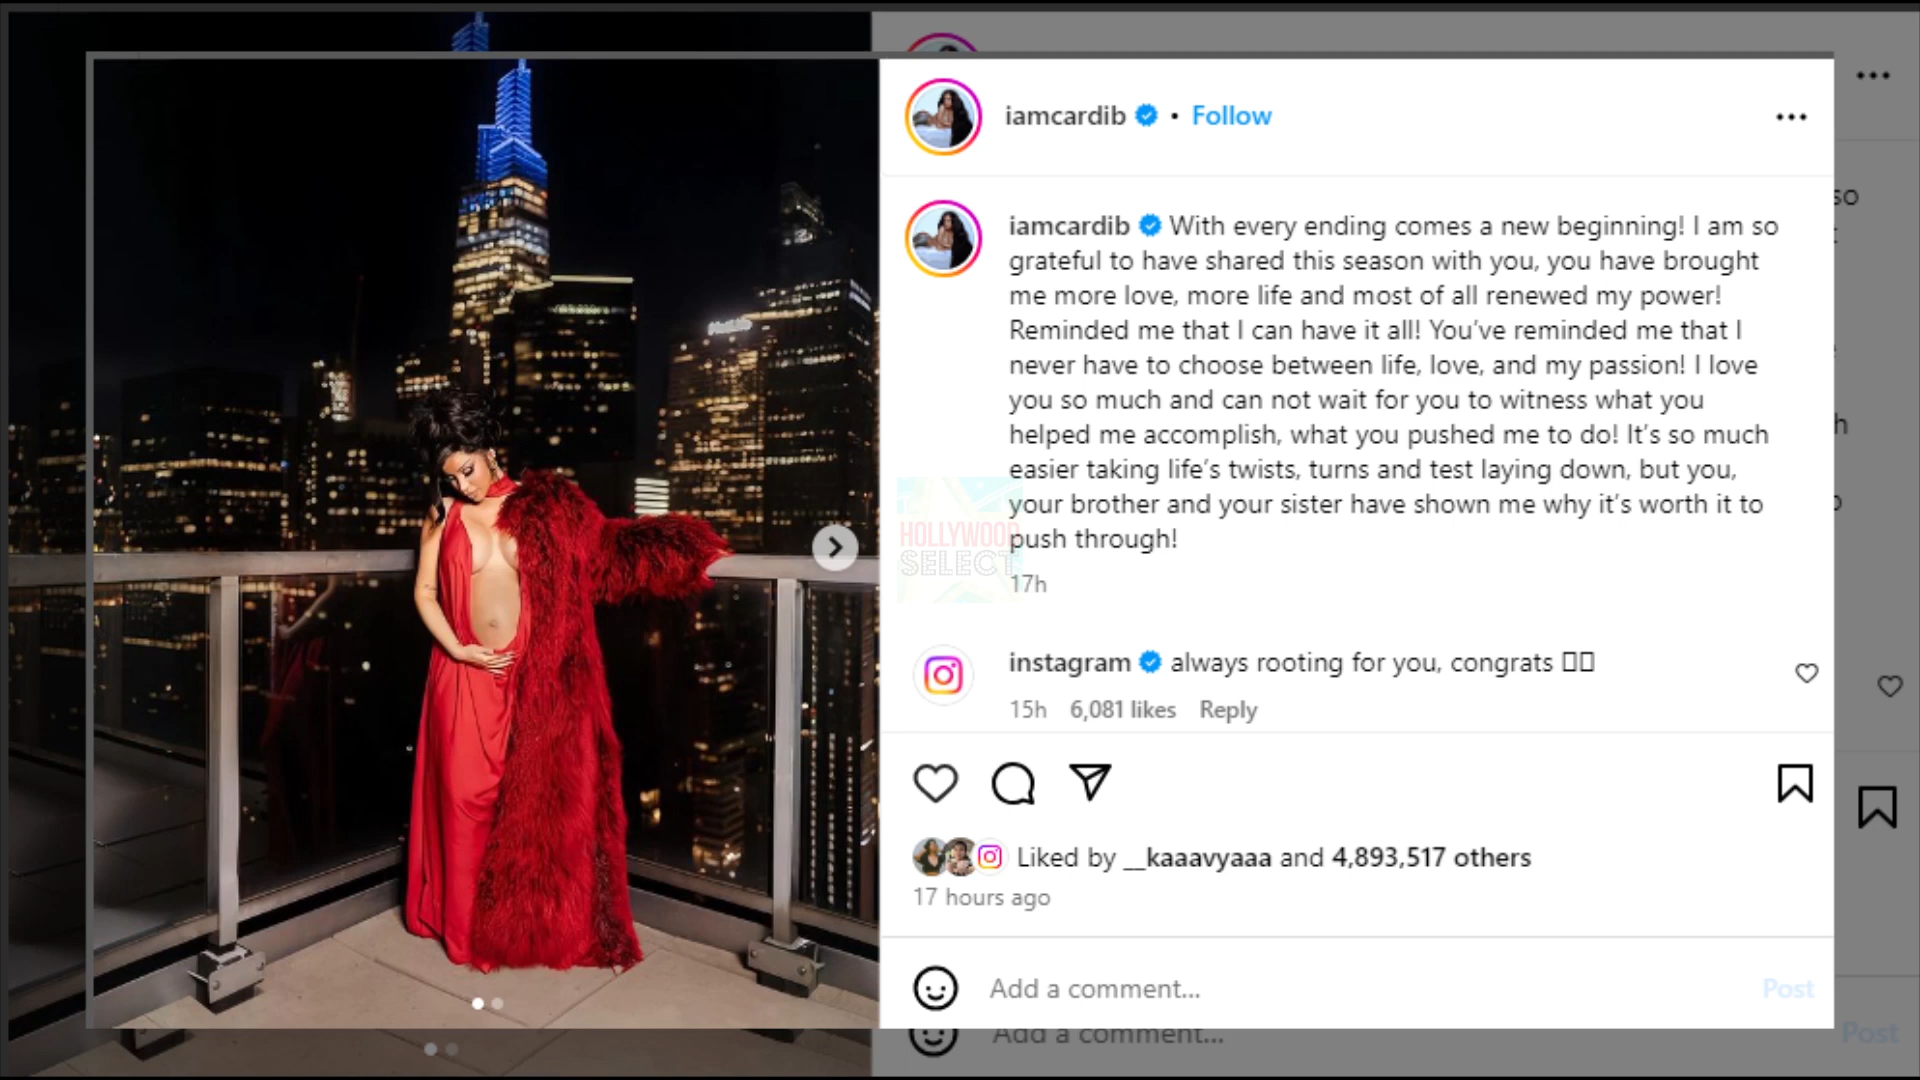 iamcardib • Follow
iamcardib With every ending comes a new beginning! I am so
grateful to have shared this season with you, you have brought
me more love, more life and most of all renewed my power!
Reminded me that I can have it all! You’ve reminded me that I
never have to choose between life, love, and my passion! I love
you so much and can not wait for you to witness what you
helped me accomplish, what you pushed me to do! It’s so much
easier taking life’s twists, turns and test laying down, but you,
your brother and your sister have shown me why it’s worth it to
push through!
17h
HOLLYWOOD
SELECT
instagram always rooting for you, congrats
15h 6,081 likes Reply
Liked by __kaaavyaaa and 4,893,517 others
17 hours ago
Add a comment...
Post
MetLife
so
h
Add a comment...
Post